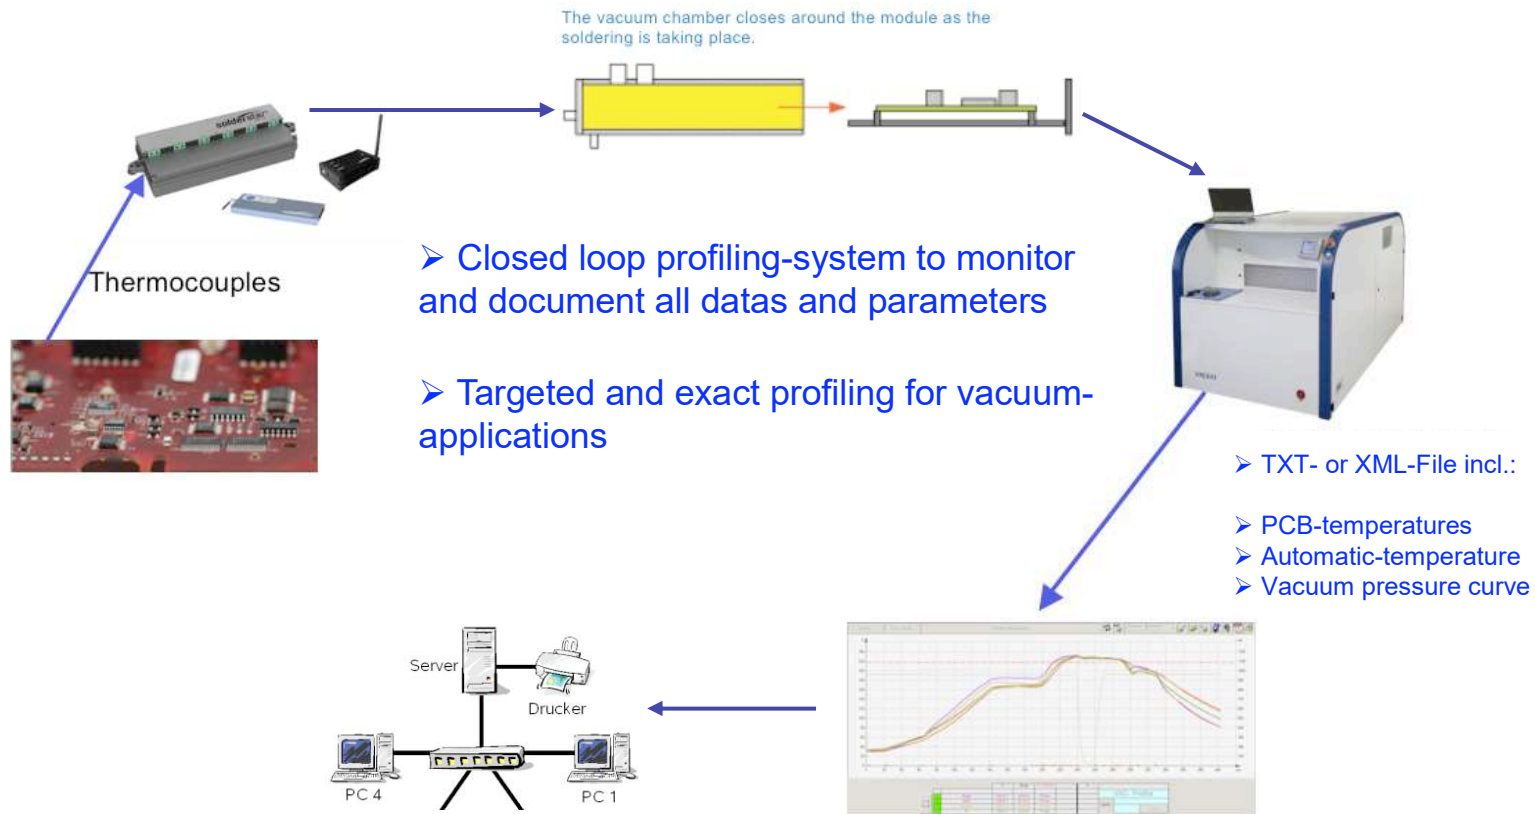 The vacuum chamber closes around the module as the
soldering is taking place.
Thermocouples
➢ Closed loop profiling-system to monitor
and document all datas and parameters
➢ Targeted and exact profiling for vacuum-
applications
➢ TXT- or XML-File incl.:
➢ PCB-temperatures
➢ Automatic-temperature
➢ Vacuum pressure curve
Server
Drucker
PC 4
PC 1